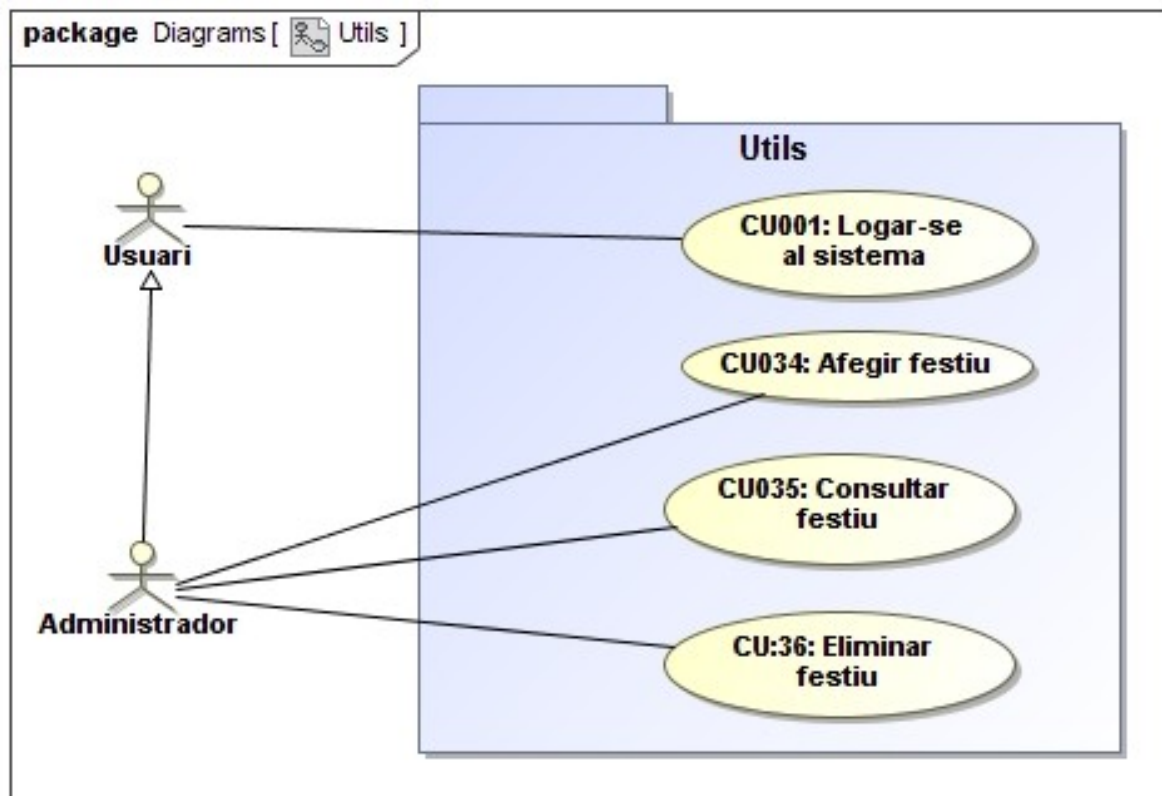 package Diagrams [ Utils ]
Utils
Usuari
CU001: Logar-se
al sistema
CU034: Afegir festiu
CU035: Consultar
festiu
Administrador
CU:36: Eliminar
festiu